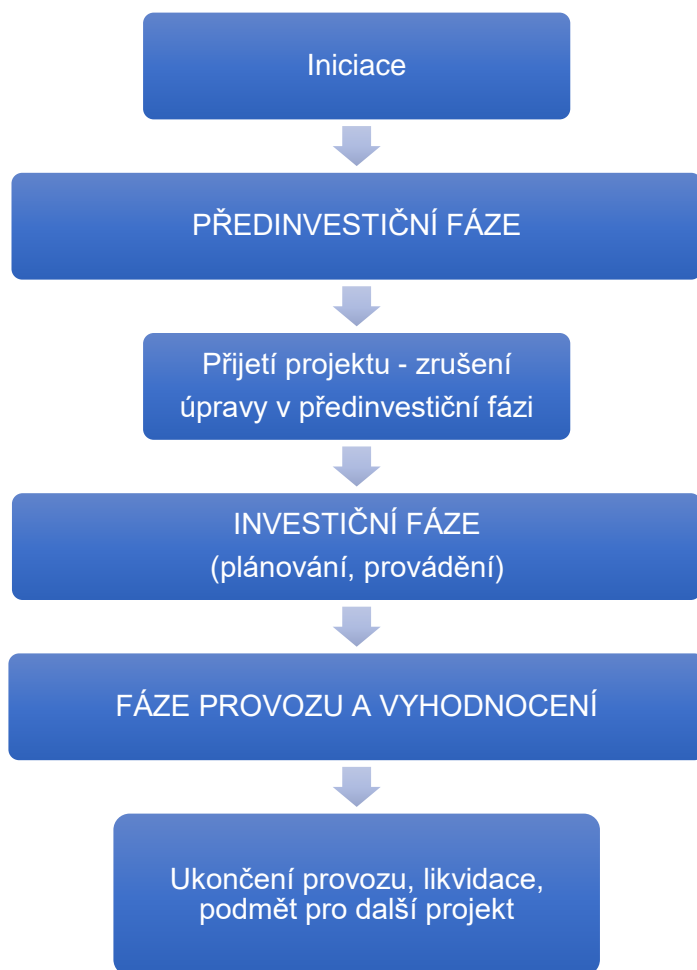 Iniciace
PŘEDINVESTIČNÍ FÁZE
Přijetí projektu - zrušení
úpravy v předinvestiční fázi
INVESTIČNÍ FÁZE
(plánování, provádění)
FÁZE PROVOZU A VYHODNOCENÍ
Ukončení provozu, likvidace,
podmět pro další projekt